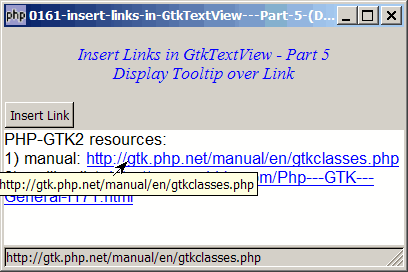 php 0161-insert-links-in-GtkTextView---Part-5-(D...
Insert Links in GtkTextView - Part 5
Display Tooltip over Link
Insert Link
PHP-GTK2 resources:
1) manual: http://gtk.php.net/manual/en/gtkclasses.php
http://gtk.php.net/manual/en/gtkclasses.php
om/Php---GTK---
General-f171.html
http://gtk.php.net/manual/en/gtkclasses.php